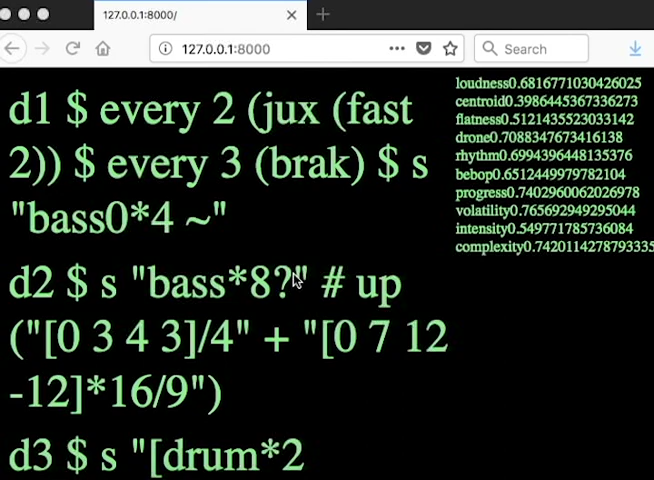 127.0.0.1:8000/
127.0.0.1:8000
Search
d1 $ every 2 (jux (fast
2)) $ every 3 (brak) $ s
"bass0*4 ~"
d2 $ s "bass*8?" # up
("[0 3 4 3]/4" + "[0 7 12
-12]*16/9")
d3 $ s "[drum*2
loudness0.6816771030426025
centroid0.3986445367336273
flatness0.5121435523033142
drone0.7088347673416138
rhythm0.6994396448135376
bebop0.6512449979782104
progress0.7402960062026978
volatility0.765692949295044
intensity0.549771785736084
complexity0.7420114278793335